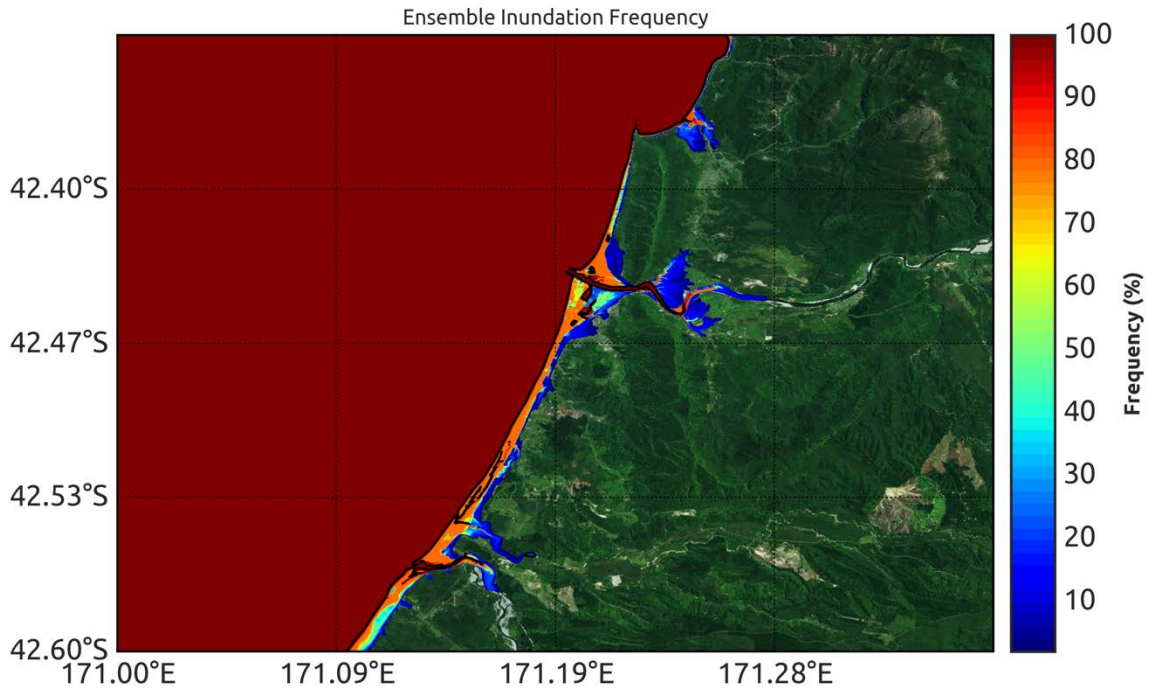 Ensemble Inundation Frequency
100
90
80
70
60
50
40
30
20
10
Frequency (%)
42.40°S
42.47°S
42.53°S
42.60°S
171.00°E
171.09°E
171.19°E
171.28°E